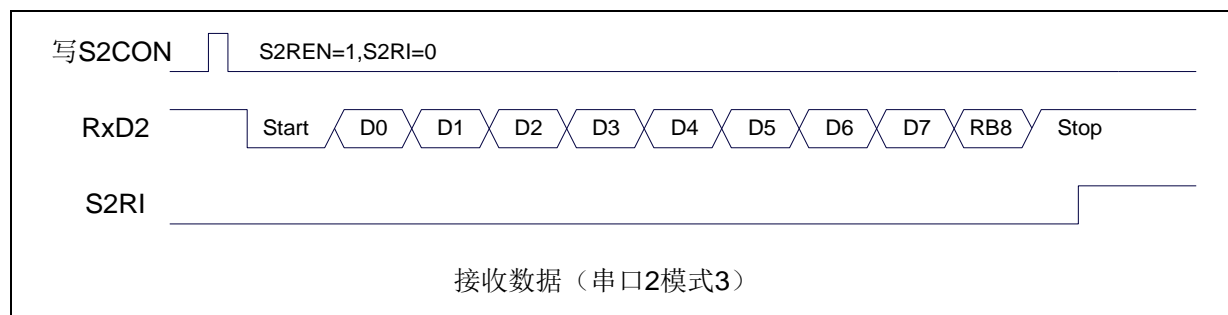 写S2CON S2REN=1,S2RI=0
RxD2 Start D0 D1 D2 D3 D4 D5 D6 D7 RB8 Stop
S2RI
接收数据（串口2模式3）